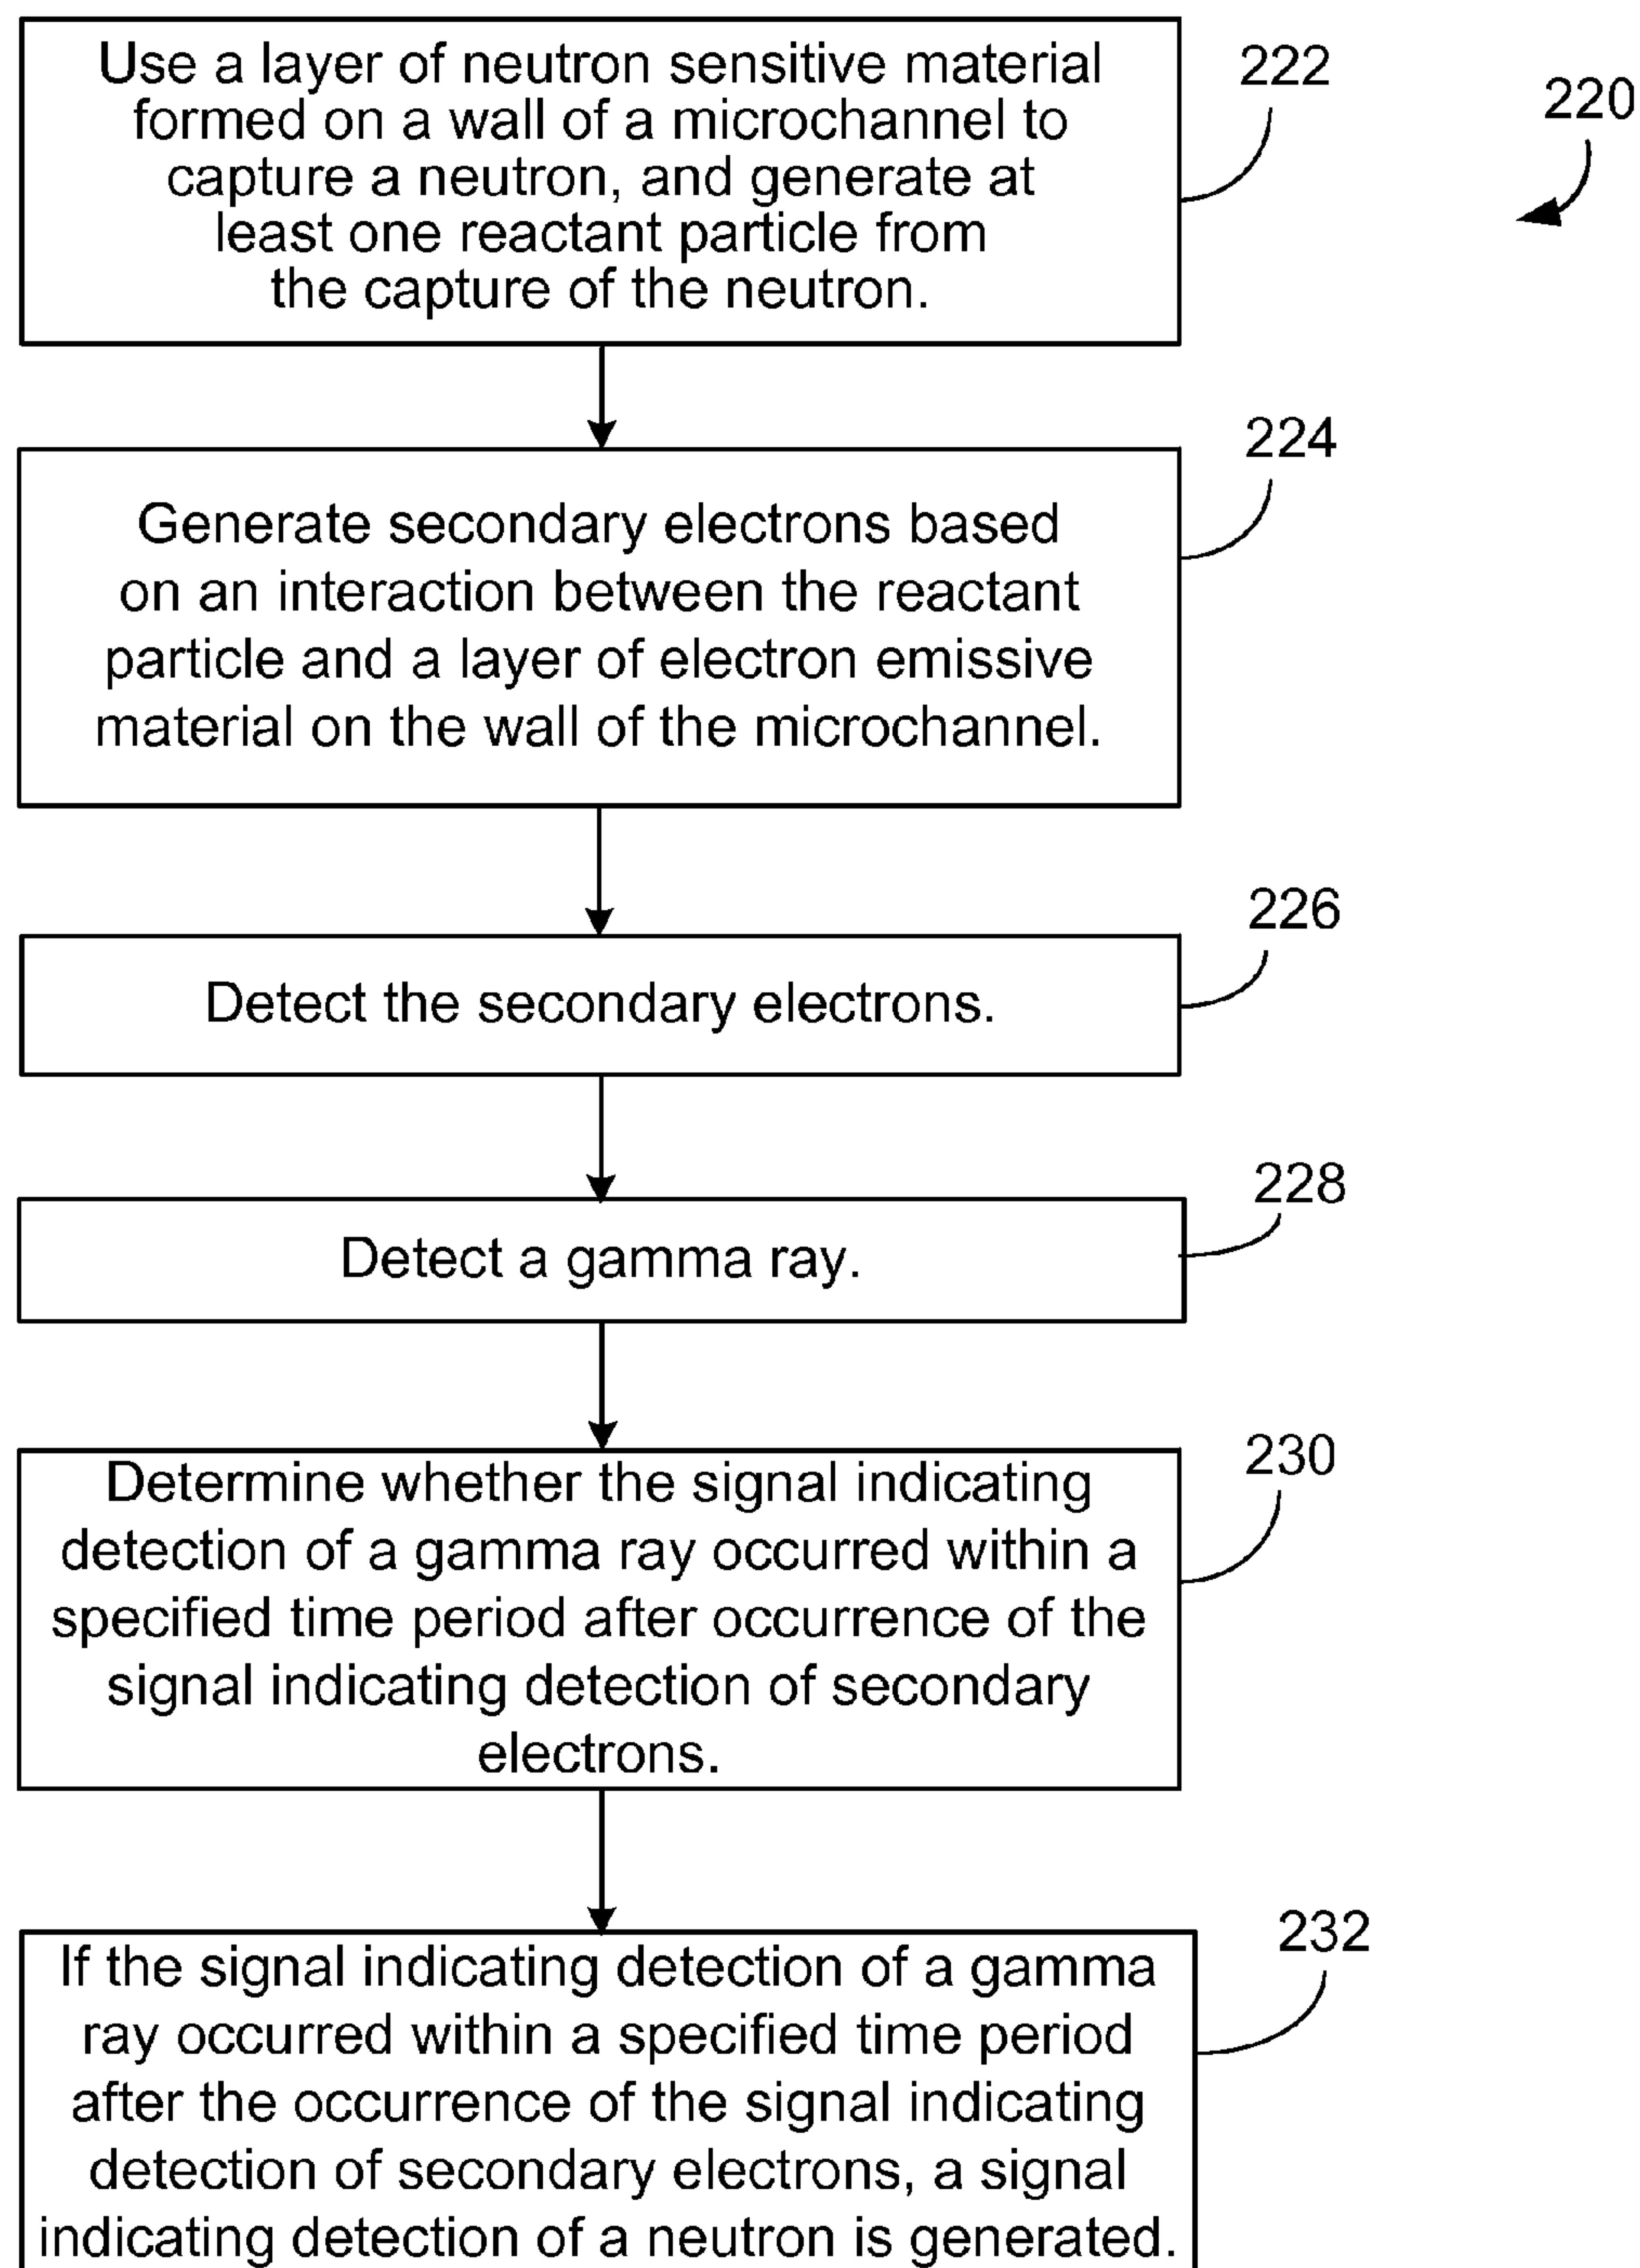 Use a layer of neutron sensitive material
formed on a wall of a microchannel to
capture a neutron, and generate at
least one reactant particle from
the capture of the neutron.
222
220
Generate secondary electrons based
on an interaction between the reactant
particle and a layer of electron emissive
material on the wall of the microchannel.
224
Detect the secondary electrons.
226
Detect a gamma ray.
228
Determine whether the signal indicating
detection of a gamma ray occurred within a
specified time period after occurrence of the
signal indicating detection of secondary
electrons.
230
If the signal indicating detection of a gamma
ray occurred within a specified time period
after the occurrence of the signal indicating
detection of secondary electrons, a signal
indicating detection of a neutron is generated.
232